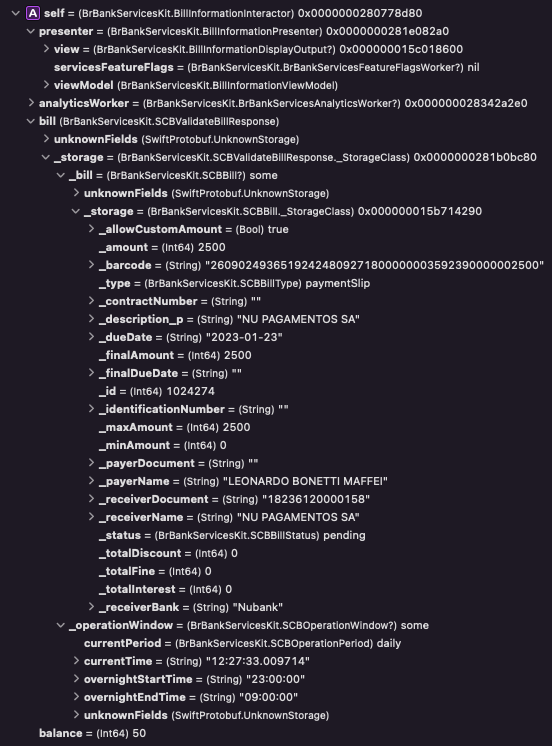 A self = (BrBankServicesKit.BillInformationInteractor) 0x0000000280778d80
presenter = (BrBankServicesKit.BillInformationPresenter) 0x0000000281e082a0
view = (BrBankServicesKit.BillInformationDisplayOutput?) 0x000000015c018600
servicesFeatureFlags = (BrBankServicesKit.BrBankServicesFeatureFlagsWorker?) nil
viewModel (BrBankServicesKit.BillInformationViewModel)
analyticsWorker = (BrBankServicesKit.BrBankServicesAnalyticsWorker?) 0x000000028342a2e0
bill (BrBankServicesKit.SCBValidateBillResponse)
unknownFields (SwiftProtobuf.UnknownStorage)
_storage = (BrBankServicesKit.SCBValidateBillResponse._StorageClass) 0x0000000281b0bc80
_bill = (BrBankServicesKit.SCBBill?) some
unknownFields (SwiftProtobuf.UnknownStorage)
_storage = (BrBankServicesKit.SCBBill._StorageClass) 0x000000015b714290
_allowCustomAmount = (Bool) true
_amount = (Int64) 2500
_barcode = (String) "26090249365192424809271800000003592390000002500"
_type = (BrBankServicesKit.SCBBillType) paymentSlip
_contractNumber = (String) ""
_description_p = (String) "NU PAGAMENTOS SA"
_dueDate = (String) "2023-01-23"
_finalAmount = (Int64) 2500
_finalDueDate = (String) ""
_id = (Int64) 1024274
_identificationNumber = (String) ""
_maxAmount = (Int64) 2500
_minAmount = (Int64) 0
_payerDocument = (String) ""
_payerName = (String) "LEONARDO BONETTI MAFFEI"
_receiverDocument = (String) "18236120000158"
_receiverName = (String) "NU PAGAMENTOS SA"
_status = (BrBankServicesKit.SCBBillStatus) pending
_totalDiscount = (Int64) 0
_totalFine = (Int64) 0
_totalInterest = (Int64) 0
_receiverBank = (String) "Nubank"
_operationWindow = (BrBankServicesKit.SCBOperationWindow?) some
currentPeriod = (BrBankServicesKit.SCBOperationPeriod) daily
currentTime = (String) "12:27:33.009714"
overnightStartTime = (String) "23:00:00"
overnightEndTime = (String) "09:00:00"
unknownFields (SwiftProtobuf.UnknownStorage)
balance = (Int64) 50